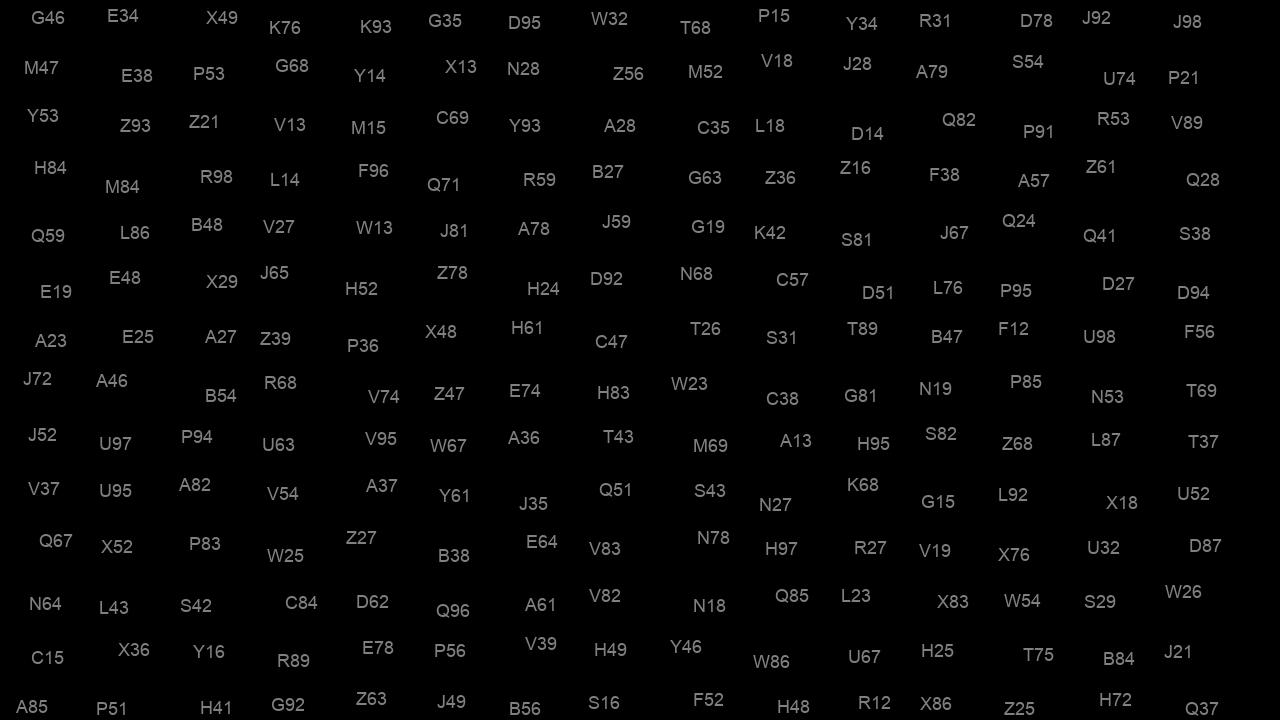 G46 E34 X49 K76 K93 G35 D95 W32 T68 P15 Y34 R31 D78 J92 J98
M47 E38 P53 G68 Y14 X13 N28 Z56 M52 V18 J28 A79 S54 U74 P21
Y53 Z93 Z21 V13 M15 C69 Y93 A28 C35 L18 D14 Q82 P91 R53 V89
H84 M84 R98 L14 F96 Q71 R59 B27 G63 Z36 Z16 F38 A57 Z61 Q28
Q59 L86 B48 V27 W13 J81 A78 J59 G19 K42 S81 J67 Q24 Q41 S38
E19 E48 X29 J65 H52 Z78 H24 D92 N68 C57 D51 L76 P95 D27 D94
A23 E25 A27 Z39 P36 X48 H61 C47 T26 S31 T89 B47 F12 U98 F56
J72 A46 B54 R68 V74 Z47 E74 H83 W23 C38 G81 N19 P85 N53 T69
J52 U97 P94 U63 V95 W67 A36 T43 M69 A13 H95 S82 Z68 L87 T37
V37 U95 A82 V54 A37 Y61 J35 Q51 S43 N27 K68 G15 L92 X18 U52
Q67 X52 P83 W25 Z27 B38 E64 V83 N78 H97 R27 V19 X76 U32 D87
N64 L43 S42 C84 D62 Q96 A61 V82 N18 Q85 L23 X83 W54 S29 W26
C15 X36 Y16 R89 E78 P56 V39 H49 Y46 W86 U67 H25 T75 B84 J21
A85 P51 H41 G92 Z63 J49 B56 S16 F52 H48 R12 X86 Z25 H72 Q37